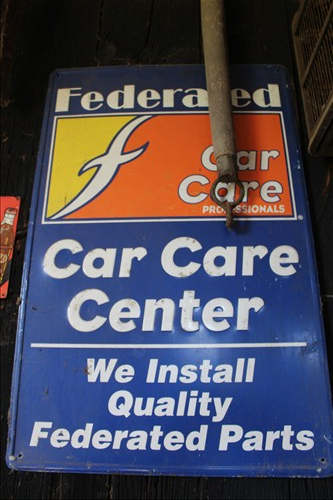 Federated
Car
Care
PROFESSIONALS
Car Care
Center
We Install
Quality
Federated Parts